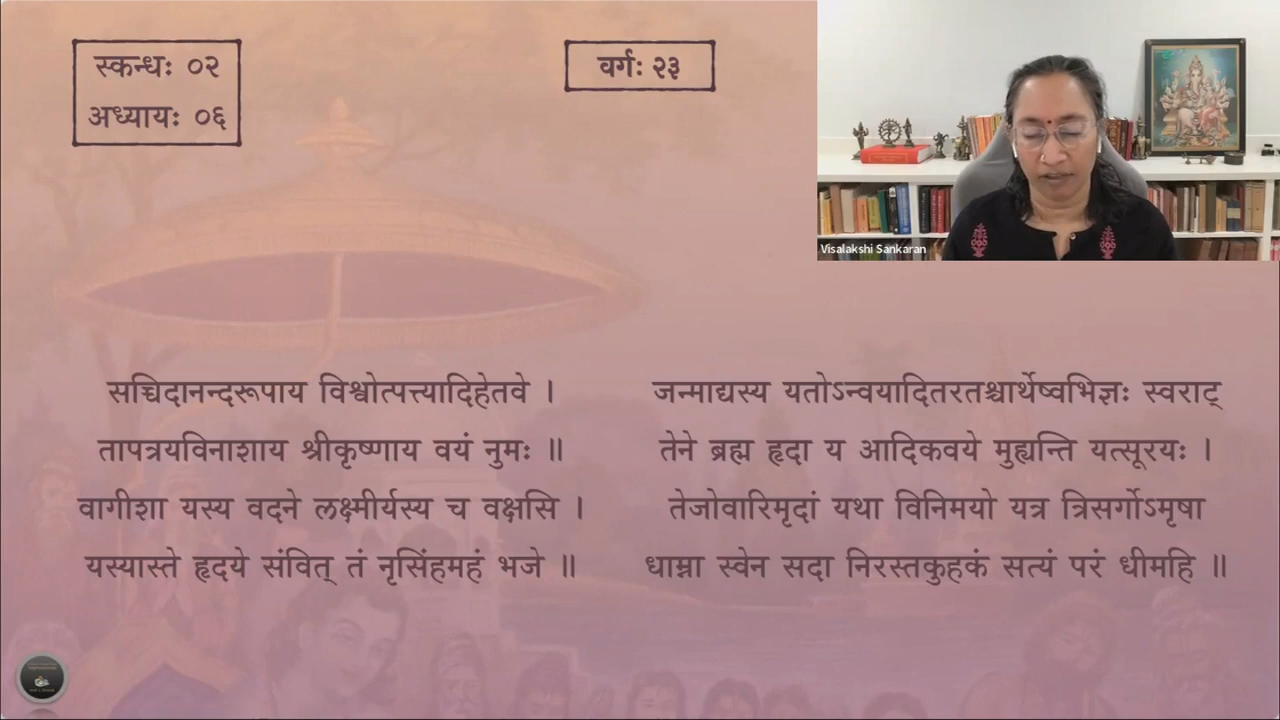 स्कन्धः ०२
अध्यायः ०६
वर्गः २३
Visalakshi Sankaran
सच्चिदानन्दरूपाय विश्वोत्पत्त्यादिहेतवे ।
तापत्रयविनाशाय श्रीकृष्णाय वयं नुमः ॥
वागीशा यस्य वदने लक्ष्मीर्यस्य च वक्षसि ।
यस्यास्ते हृदये संवित् तं नृसिंहमहं भजे ॥
जन्माद्यस्य यतोऽन्वयादितरतश्चार्थेष्वभिज्ञः स्वराट्
तेने ब्रह्म हृदा य आदिकवये मुह्यन्ति यत्सूरयः ।
तेजोवारिमृदां यथा विनिमयो यत्र त्रिसर्गोऽमृषा
धाम्ना स्वेन सदा निरस्तकुहकं सत्यं परं धीमहि ॥